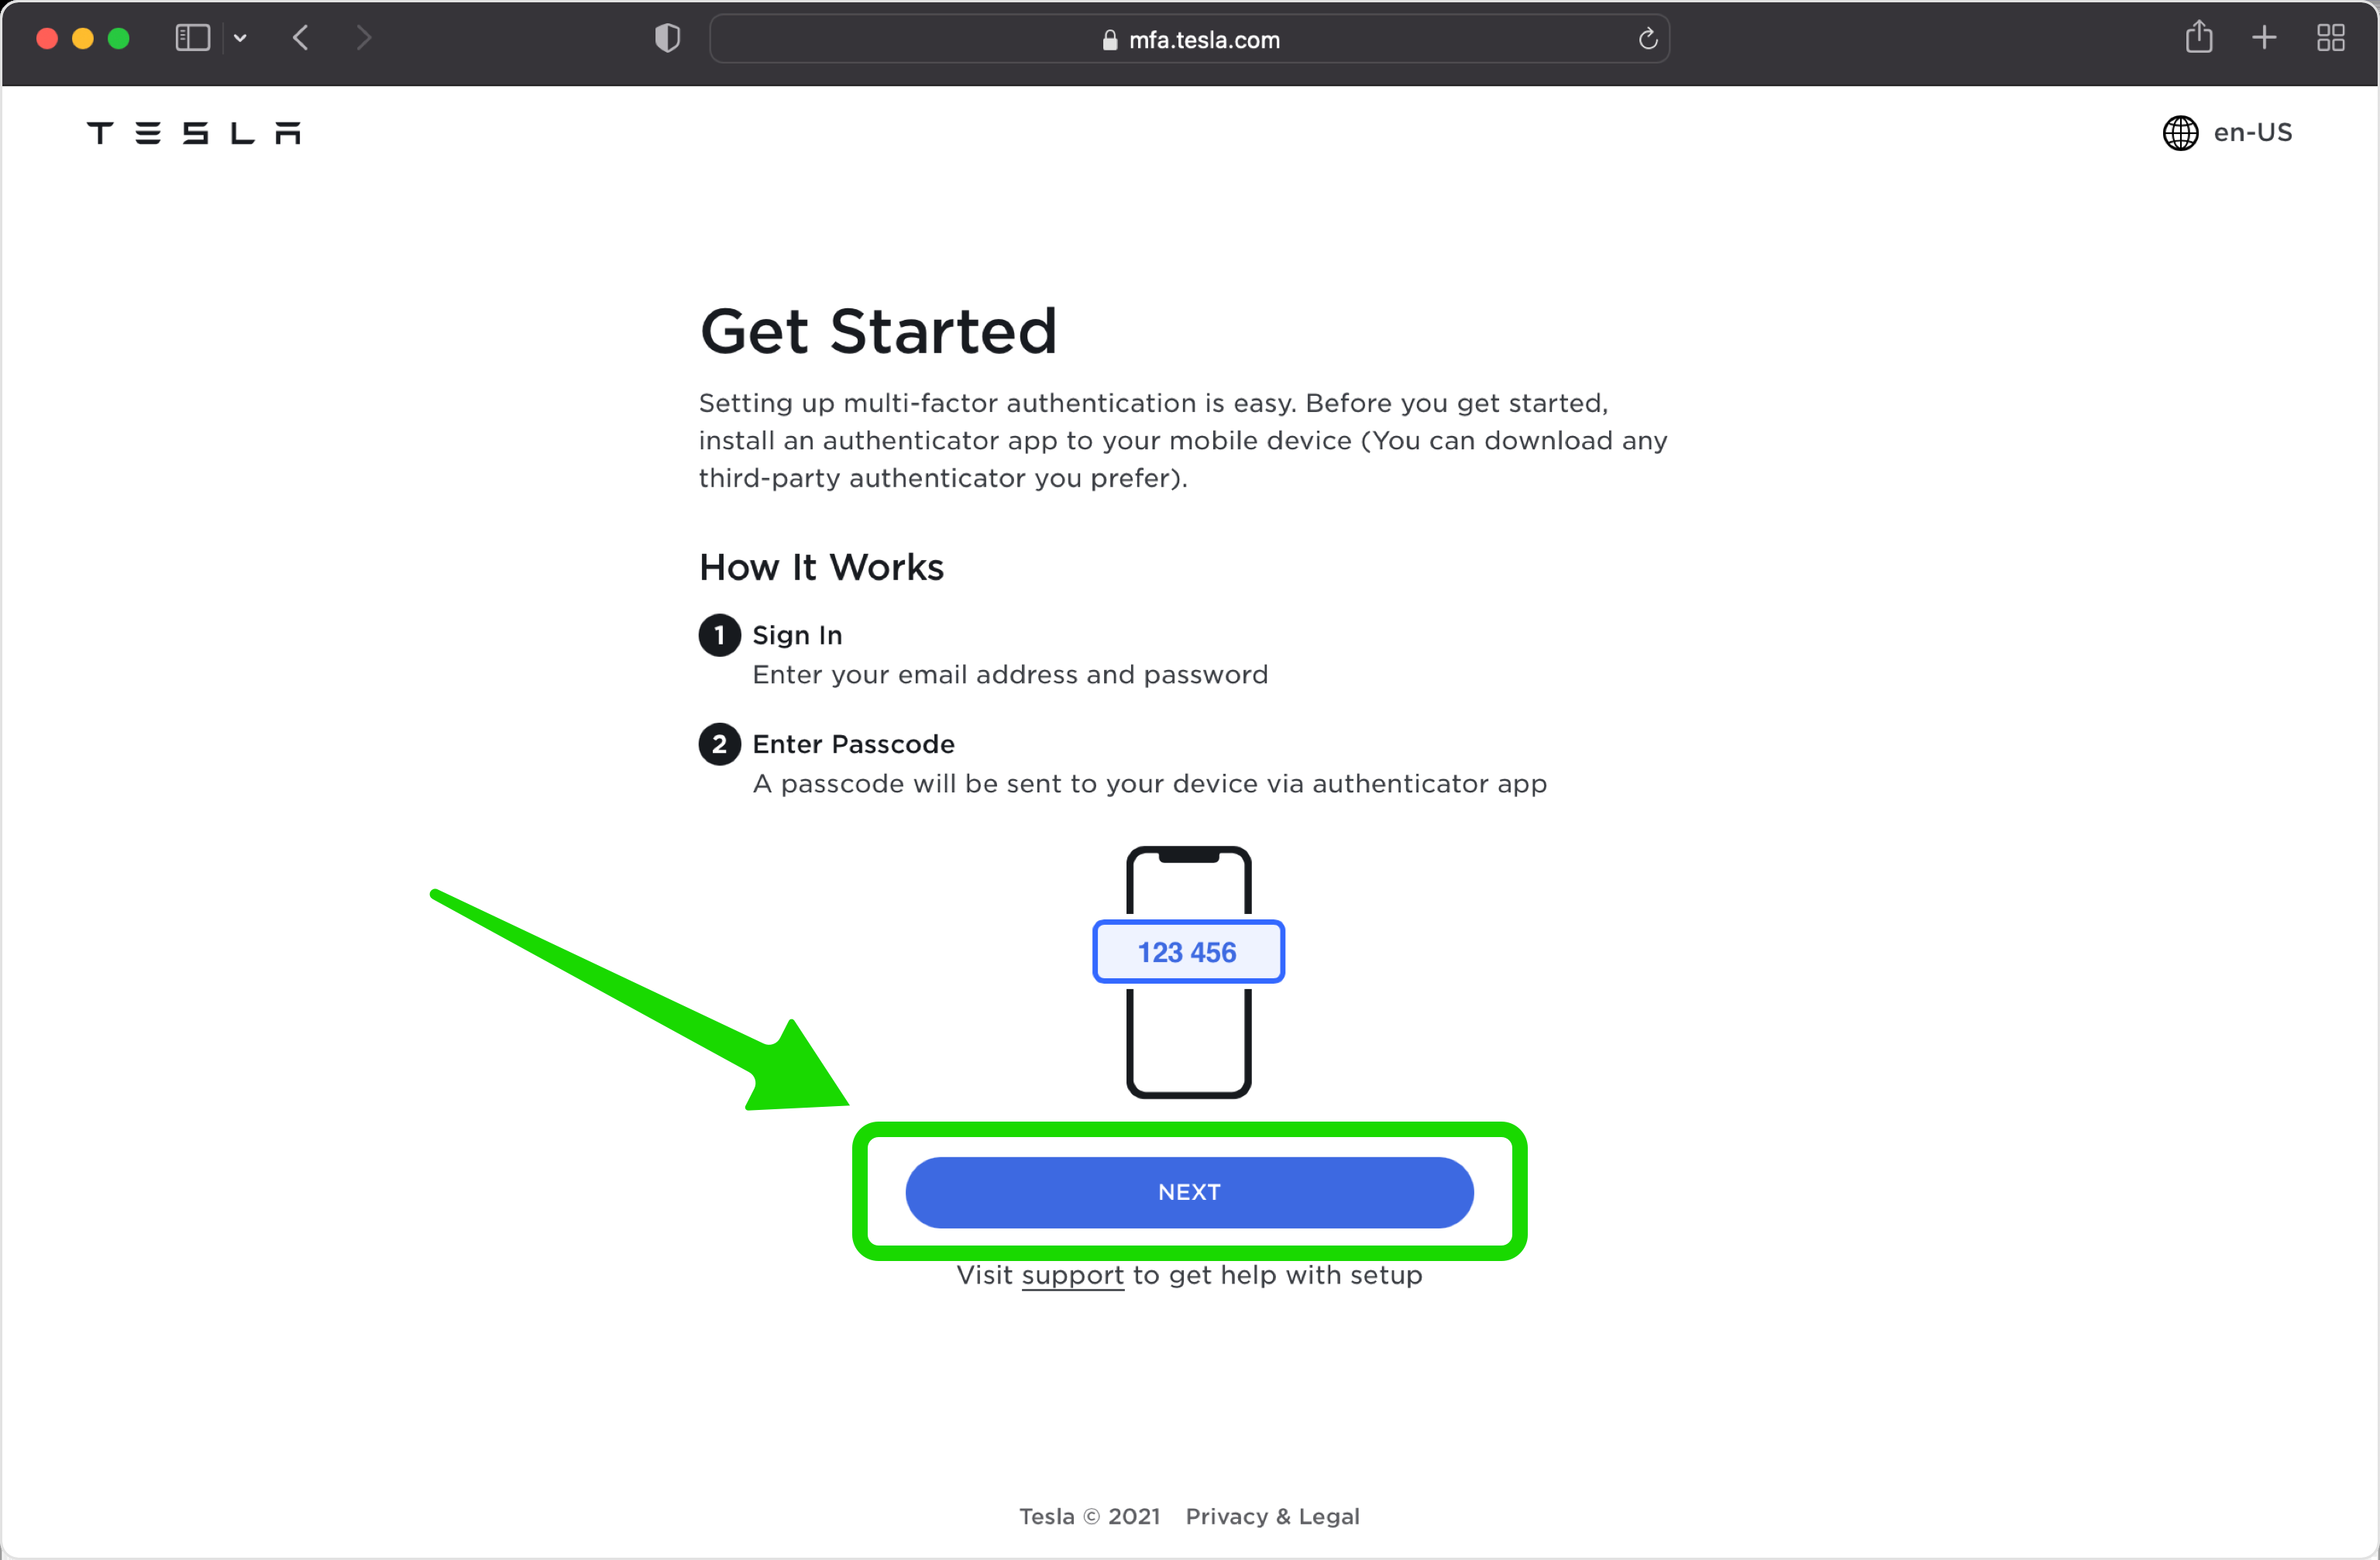 mfa.tesla.com
TESLA
en-US
Get Started
Setting up multi-factor authentication is easy. Before you get started,
install an authenticator app to your mobile device (You can download any
third-party authenticator you prefer).
How It Works
1 Sign In
Enter your email address and password
2 Enter Passcode
A passcode will be sent to your device via authenticator app
123 456
NEXT
Visit support to get help with setup
Tesla © 2021 Privacy & Legal